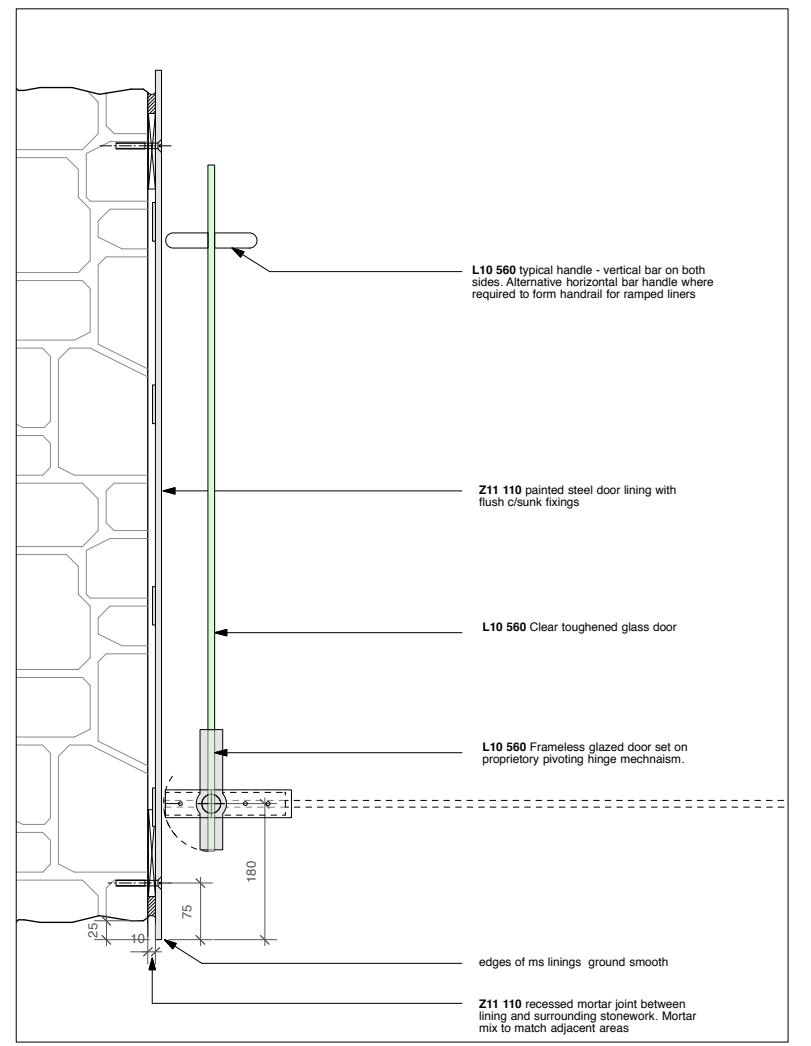 L10 560 typical handle - vertical bar on both
sides. Alternative horizontal bar handle where
required to form handrail for ramped liners
Z11 110 painted steel door lining with
flush c/sunk fixings
L10 560 Clear toughened glass door
L10 560 Frameless glazed door set on
proprietory pivoting hinge mechnaism.
180
75
25
10
edges of ms linings ground smooth
Z11 110 recessed mortar joint between
lining and surrounding stonework. Mortar
mix to match adjacent areas